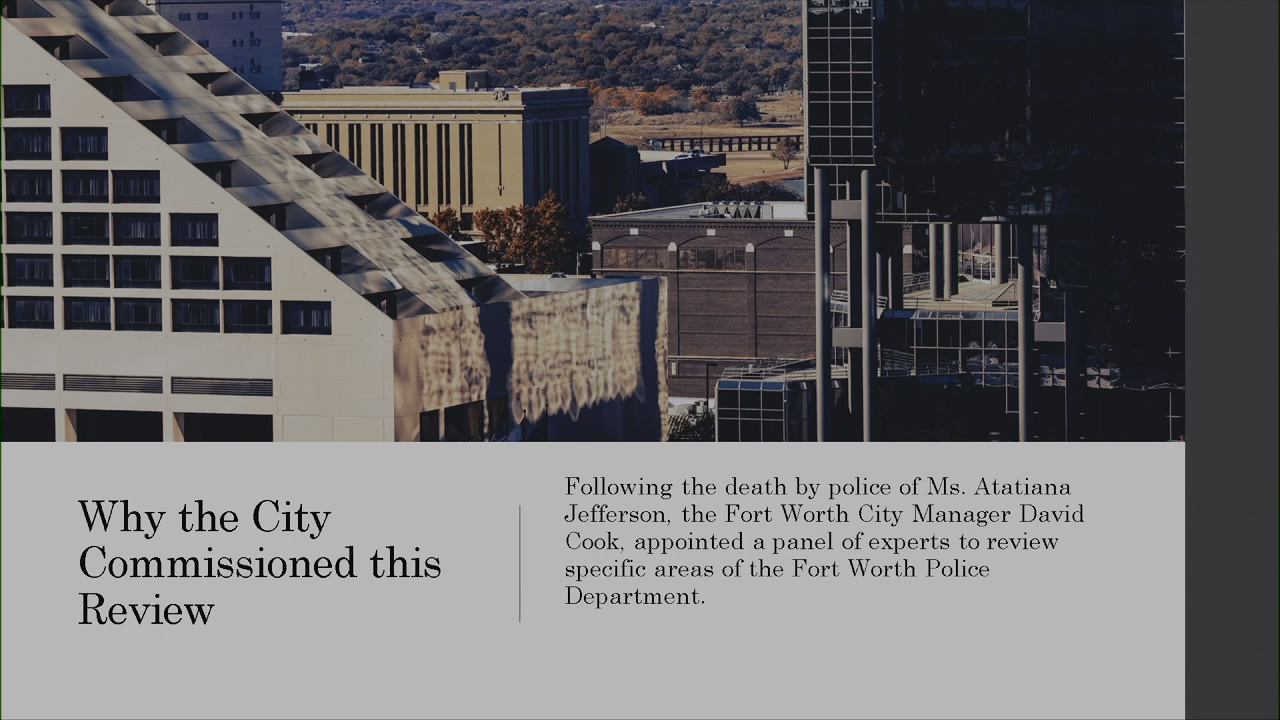 Why the City
Commissioned this
Review
Following the death by police of Ms. Atatiana
Jefferson, the Fort Worth City Manager David
Cook, appointed a panel of experts to review
specific areas of the Fort Worth Police
Department.